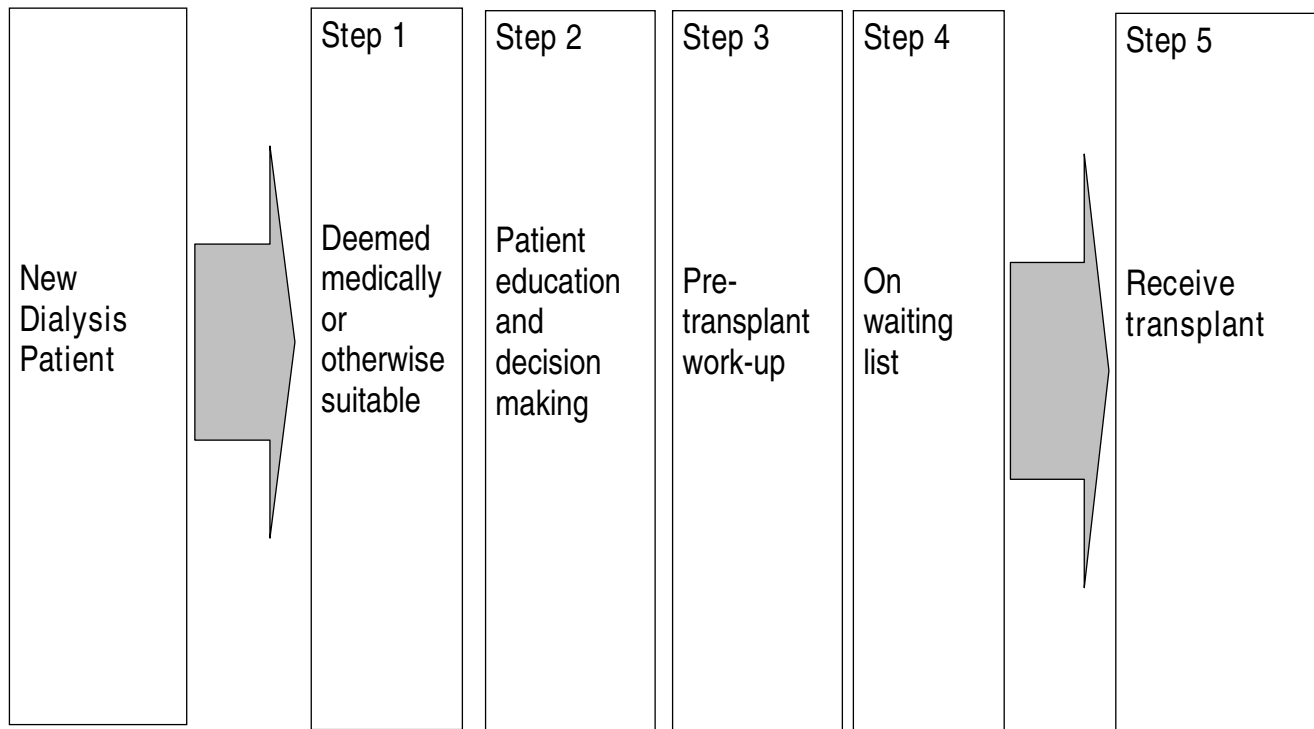 New
Dialysis
Patient
Step 1
Deemed
medically
or
otherwise
suitable
Step 2
Patient
education
and
decision
making
Step 3
Pre-
transplant
work-up
Step 4
On
waiting
list
Step 5
Receive
transplant